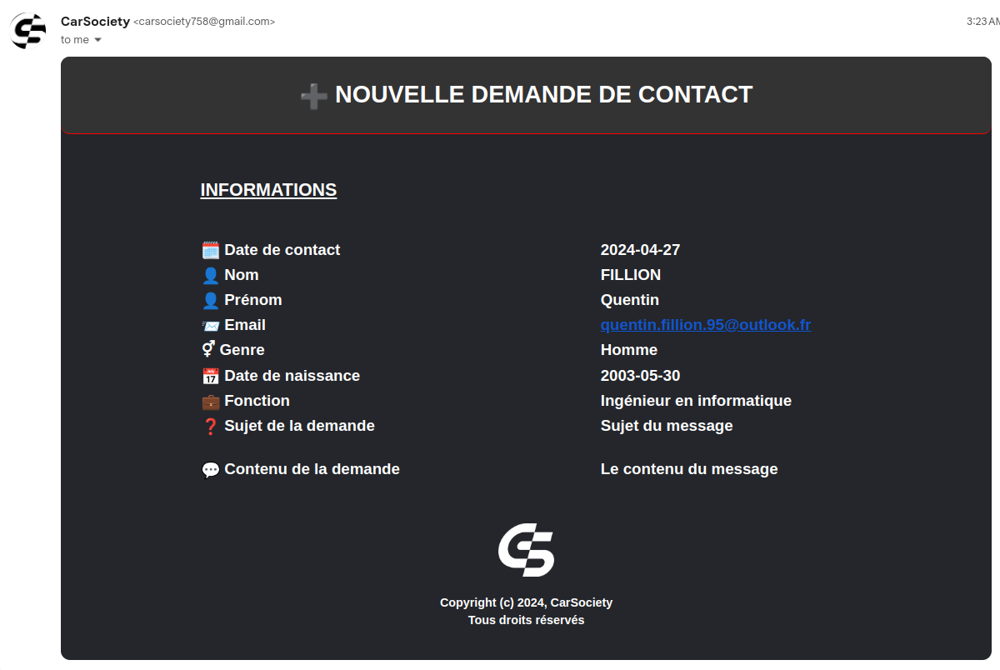 CarSociety <carsociety758@gmail.com>
3:23 AM
to me
➕ NOUVELLE DEMANDE DE CONTACT
INFORMATIONS
🗓️ Date de contact 2024-04-27
👤 Nom FILLION
👤 Prénom Quentin
📨 Email quentin.fillion.95@outlook.fr
⚥ Genre Homme
📅 Date de naissance 2003-05-30
💼 Fonction Ingénieur en informatique
❓ Sujet de la demande Sujet du message
💬 Contenu de la demande Le contenu du message
Copyright (c) 2024, CarSociety
Tous droits réservés